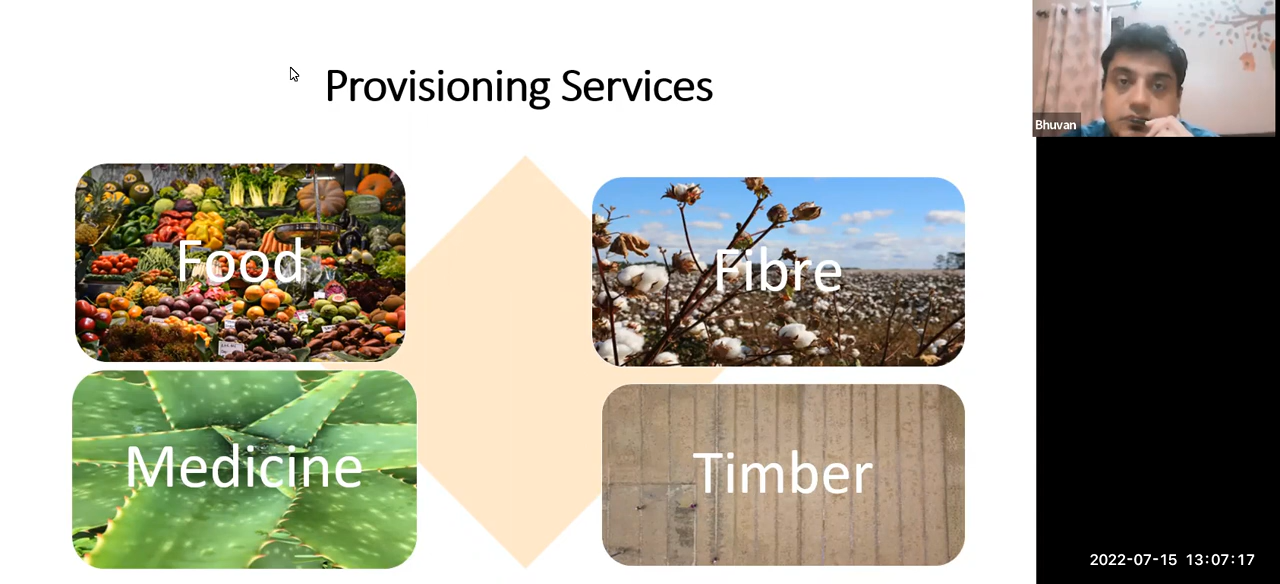 Provisioning Services
Bhuvan
Food
Fibre
Medicine
Timber
2022-07-15 13:07:17